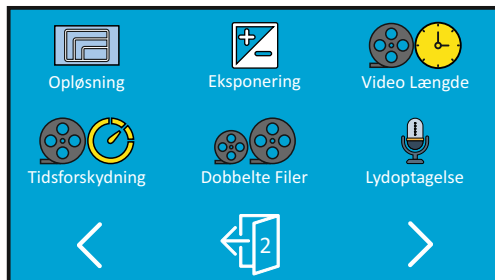 Opløsning
Eksponering
Video Længde
Tidsforskydning
Dobbelte Filer
Lydoptagelse
2